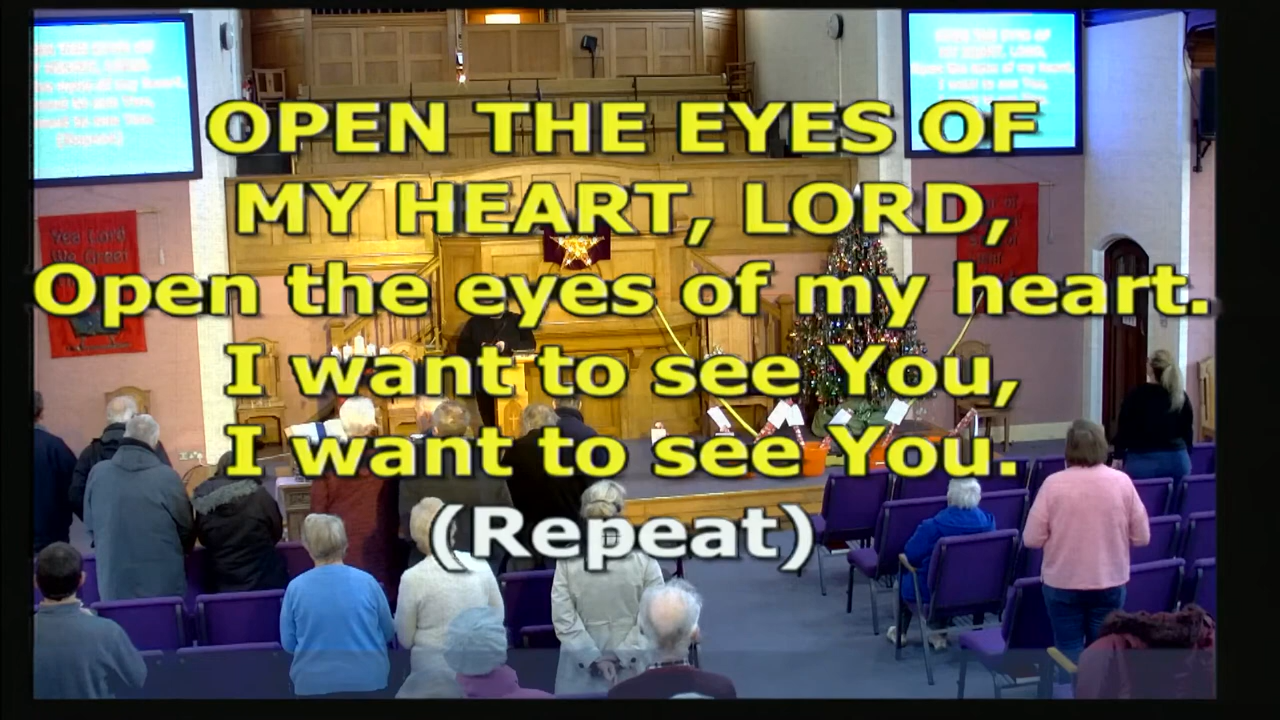 OPEN THE EYES OF
MY HEART, LORD,
Open the eyes of my heart.
I want to see You,
I want to see You.
(Repeat)